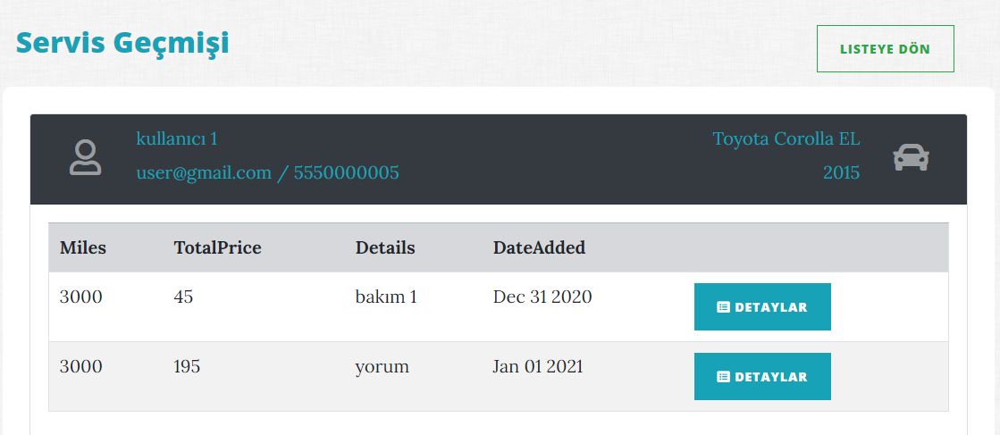 Servis Geçmişi
LISTEYE DÖN
kullanıcı 1
user@gmail.com / 5550000005
Toyota Corolla EL
2015
Miles TotalPrice Details DateAdded
3000 45 bakım 1 Dec 31 2020 DETAYLAR
3000 195 yorum Jan 01 2021 DETAYLAR